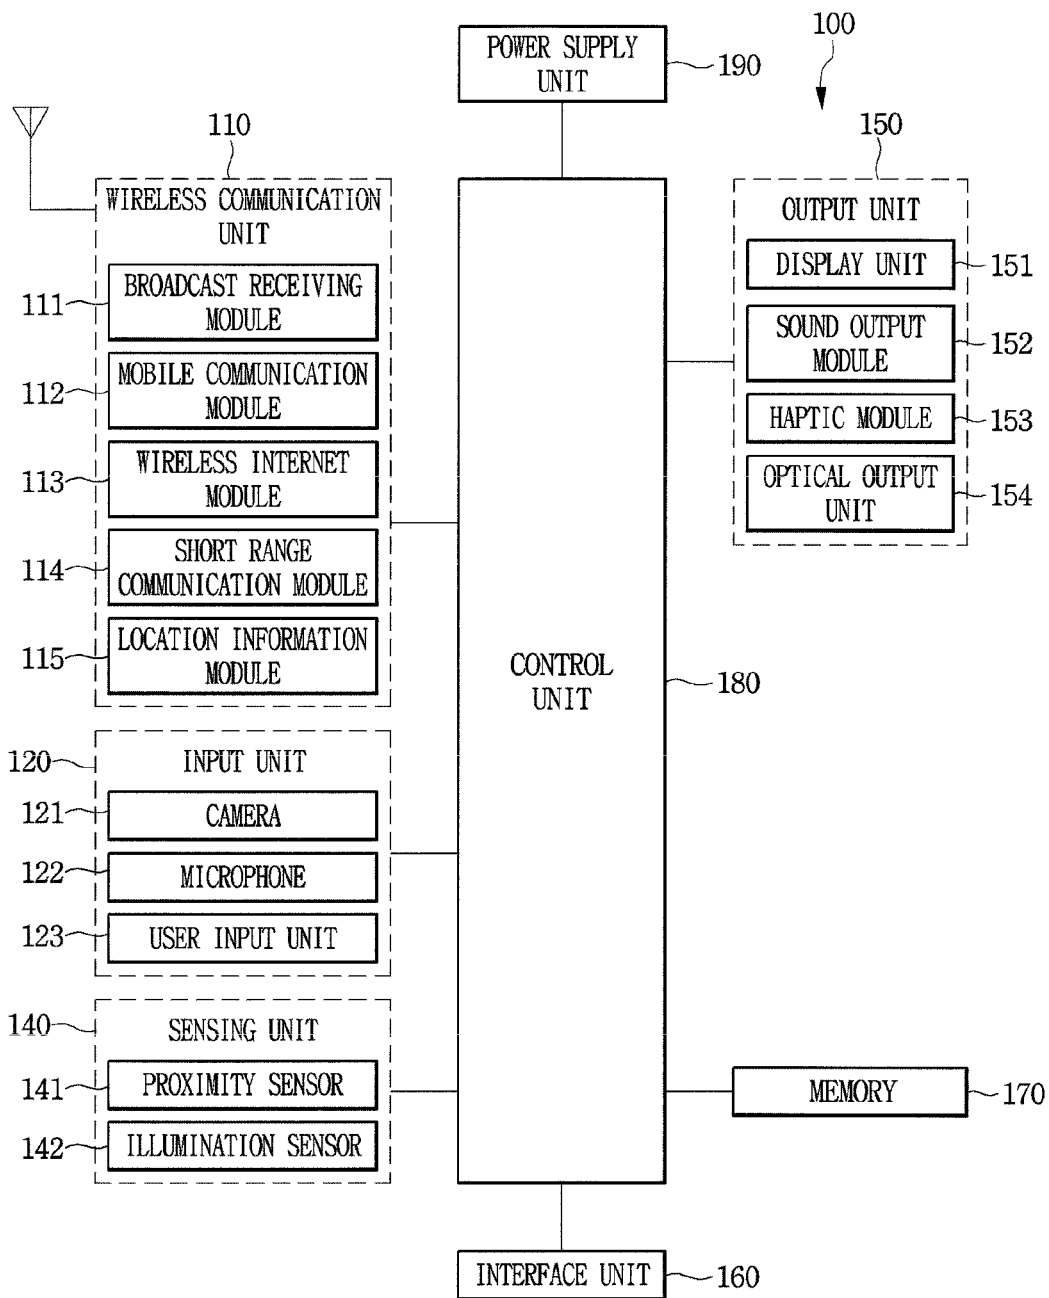 100
POWER SUPPLY
UNIT
190
110
WIRELESS COMMUNICATION
UNIT
111
BROADCAST RECEIVING
MODULE
112
MOBILE COMMUNICATION
MODULE
113
WIRELESS INTERNET
MODULE
114
SHORT RANGE
COMMUNICATION MODULE
115
LOCATION INFORMATION
MODULE
120
INPUT UNIT
121
CAMERA
122
MICROPHONE
123
USER INPUT UNIT
140
SENSING UNIT
141
PROXIMITY SENSOR
142
ILLUMINATION SENSOR
CONTROL
UNIT
180
150
OUTPUT UNIT
DISPLAY UNIT
151
SOUND OUTPUT
MODULE
152
HAPTIC MODULE
153
OPTICAL OUTPUT
UNIT
154
MEMORY
170
INTERFACE UNIT
160